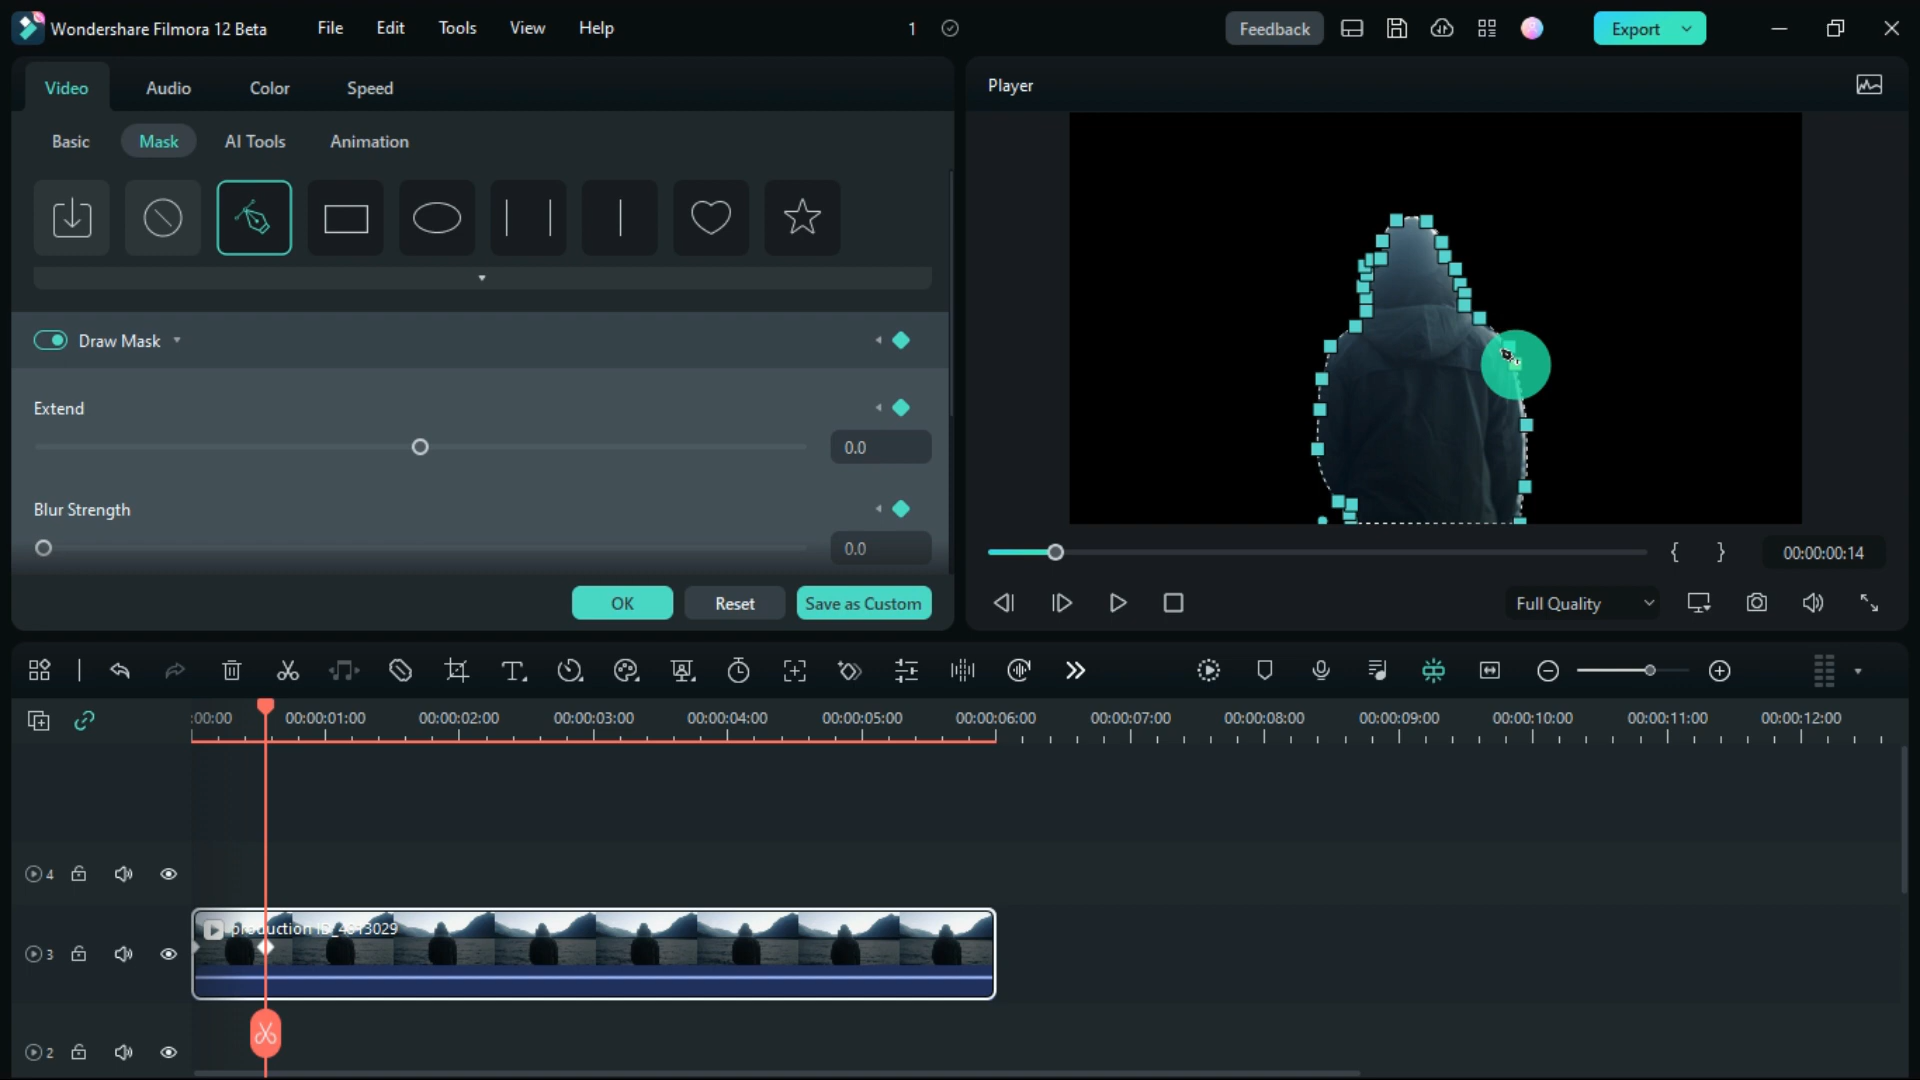 Wondershare Filmora 12 Beta File Edit Tools View Help 1 Feedback Export
Video Audio Color Speed
Player
Basic Mask AI Tools Animation
Draw Mask
Extend
0.0
Blur Strength
0.0
00:00:00:14
OK Reset Save as Custom
Full Quality
:00:00 00:00:01:00 00:00:02:00 00:00:03:00 00:00:04:00 00:00:05:00 00:00:06:00 00:00:07:00 00:00:08:00 00:00:09:00 00:00:10:00 00:00:11:00 00:00:12:00
4
production ID_4813029
3
2